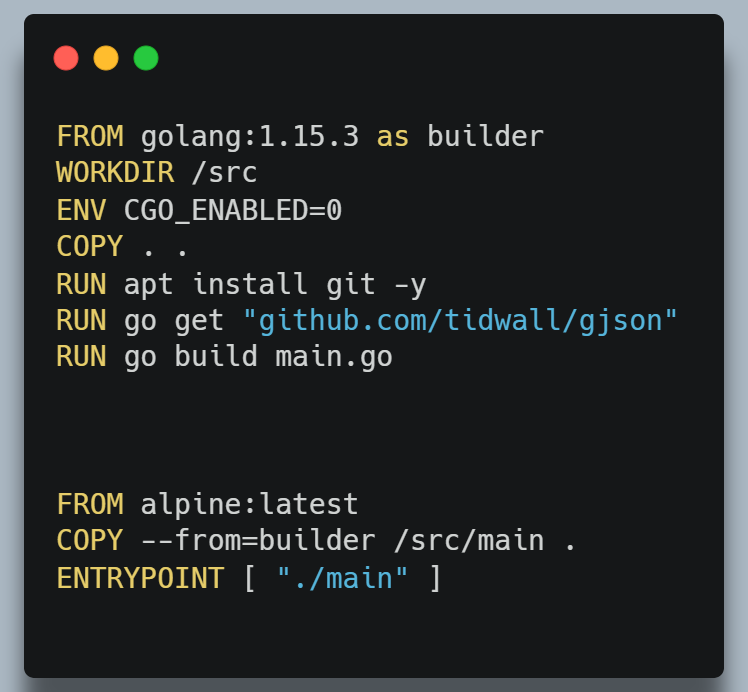 FROM golang:1.15.3 as builder
WORKDIR /src
ENV CGO_ENABLED=0
COPY . .
RUN apt install git -y
RUN go get "github.com/tidwall/gjson"
RUN go build main.go
FROM alpine:latest
COPY --from=builder /src/main .
ENTRYPOINT [ "./main" ]